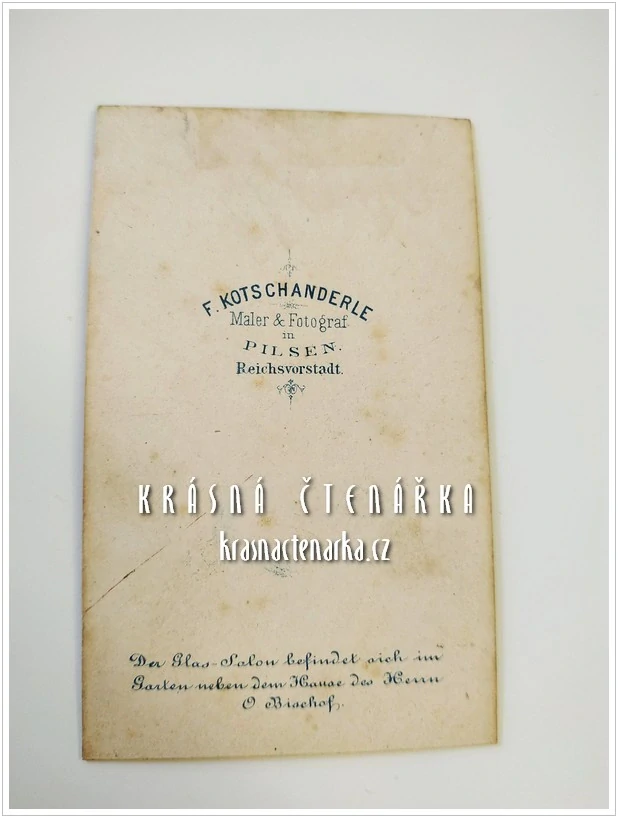 F. KOTSCHANDERLE
Maler & Fotograf
in
PILSEN.
Reichsvorstadt.
KRÁSNÁ ČTENÁŘKA
krasnactenarka.cz
Der Glas-Salon befindet sich im
Garten neben dem Hause des Herrn
O Bischof.